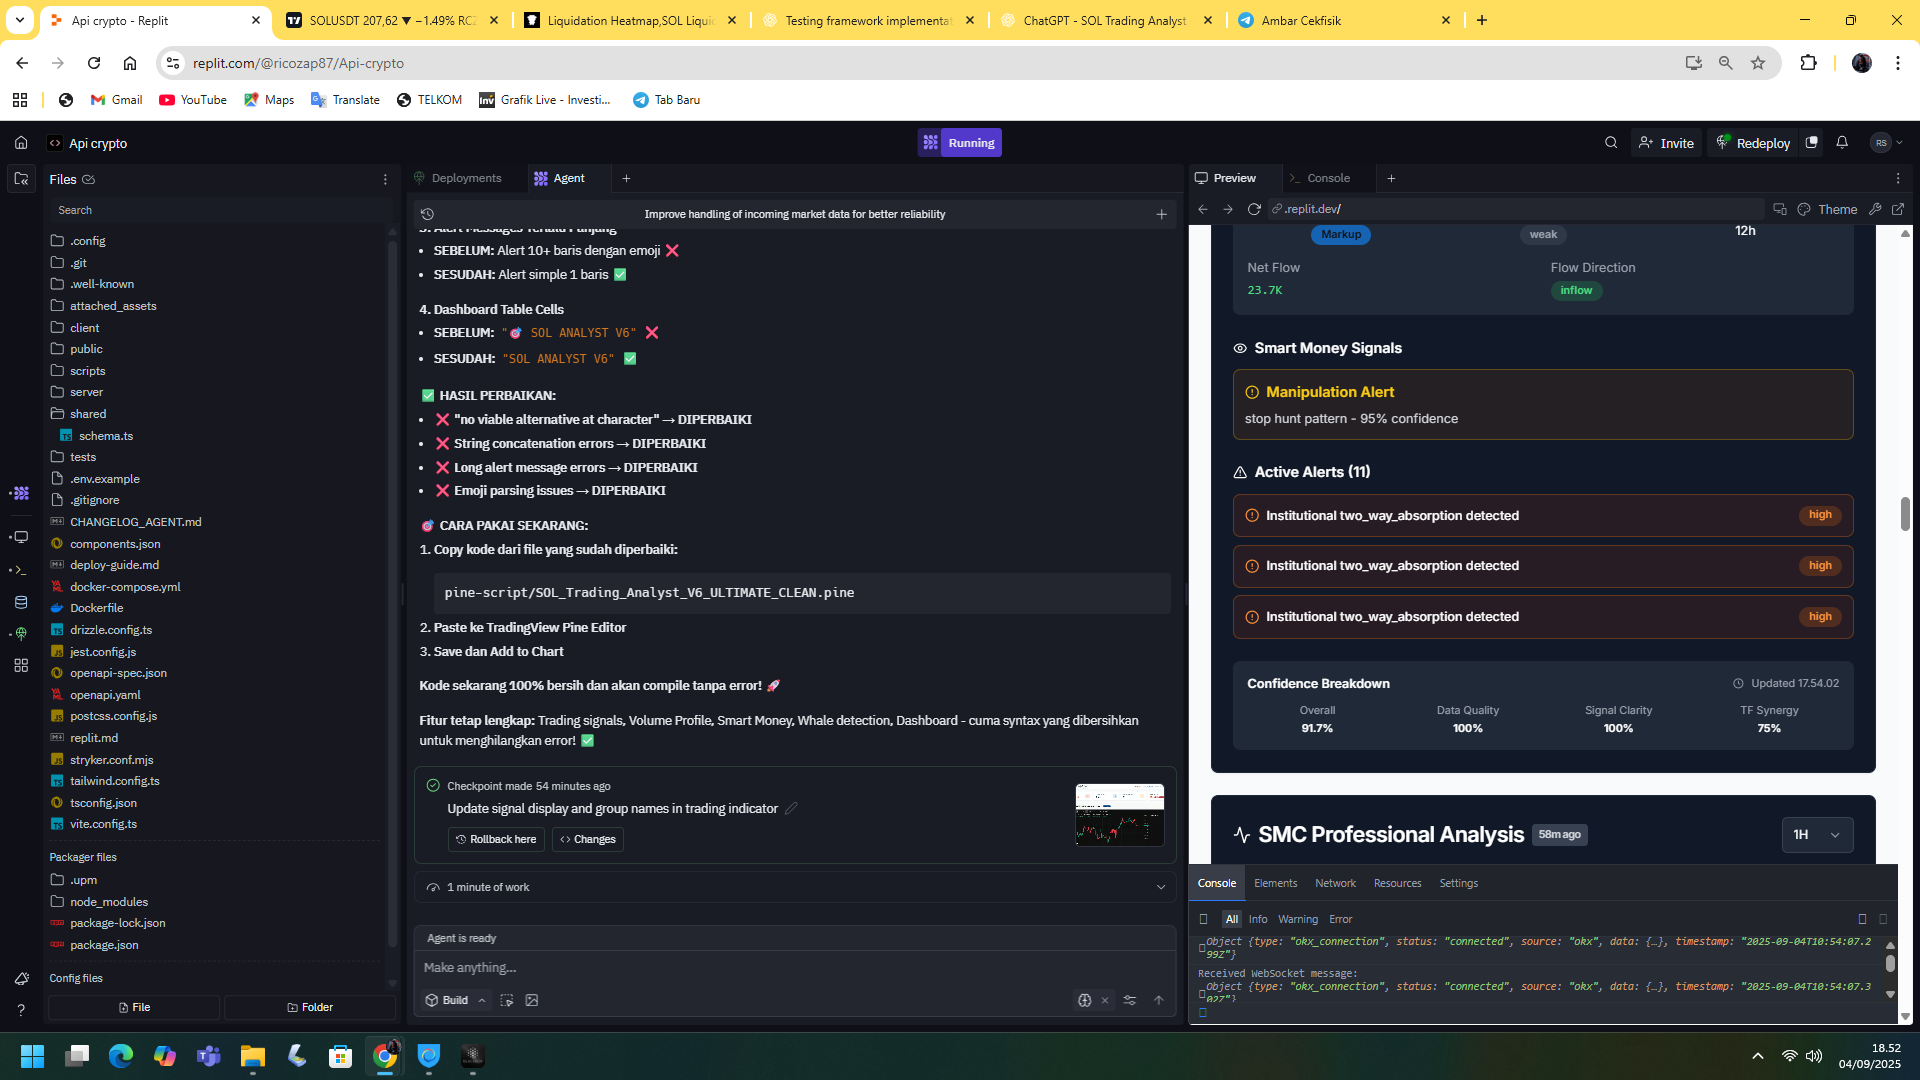 Api crypto - Replit
SOLUSDT 207,62 ▼ −1.49% RCZ
Liquidation Heatmap,SOL Liquid
Testing framework implementat
ChatGPT - SOL Trading Analyst
Ambar Cekfisik
replit.com/@ricozap87/Api-crypto
Gmail
YouTube
Maps
Translate
TELKOM
Grafik Live - Investi...
Tab Baru
Api crypto
Running
Invite
Redeploy
RS
Files
Search
.config
.git
.well-known
attached_assets
client
public
scripts
server
shared
schema.ts
tests
.env.example
.gitignore
CHANGELOG_AGENT.md
components.json
deploy-guide.md
docker-compose.yml
Dockerfile
drizzle.config.ts
jest.config.js
openapi-spec.json
openapi.yaml
postcss.config.js
replit.md
stryker.conf.mjs
tailwind.config.ts
tsconfig.json
vite.config.ts
Packager files
.upm
node_modules
package-lock.json
package.json
Config files
File
Folder
Deployments
Agent
Improve handling of incoming market data for better reliability
3. Alert Messages Terlalu Panjang
• SEBELUM: Alert 10+ baris dengan emoji ❌
• SESUDAH: Alert simple 1 baris ✅
4. Dashboard Table Cells
• SEBELUM: "🎯 SOL ANALYST V6" ❌
• SESUDAH: "SOL ANALYST V6" ✅
✅ HASIL PERBAIKAN:
• ❌ "no viable alternative at character" → DIPERBAIKI
• ❌ String concatenation errors → DIPERBAIKI
• ❌ Long alert message errors → DIPERBAIKI
• ❌ Emoji parsing issues → DIPERBAIKI
🎯 CARA PAKAI SEKARANG:
1. Copy kode dari file yang sudah diperbaiki:
pine-script/SOL_Trading_Analyst_V6_ULTIMATE_CLEAN.pine
2. Paste ke TradingView Pine Editor
3. Save dan Add to Chart
Kode sekarang 100% bersih dan akan compile tanpa error! 🚀
Fitur tetap lengkap: Trading signals, Volume Profile, Smart Money, Whale detection, Dashboard - cuma syntax yang dibersihkan
untuk menghilangkan error! ✅
Checkpoint made 54 minutes ago
Update signal display and group names in trading indicator
Rollback here
Changes
1 minute of work
Agent is ready
Make anything...
Build
Preview
Console
.replit.dev/
Theme
Markup
weak
12h
Net Flow
Flow Direction
23.7K
inflow
Smart Money Signals
Manipulation Alert
stop hunt pattern - 95% confidence
Active Alerts (11)
Institutional two_way_absorption detected
high
Institutional two_way_absorption detected
high
Institutional two_way_absorption detected
high
Confidence Breakdown
Updated 17.54.02
Overall
Data Quality
Signal Clarity
TF Synergy
91.7%
100%
100%
75%
SMC Professional Analysis
58m ago
1H
Console
Elements
Network
Resources
Settings
All
Info
Warning
Error
Object {type: "okx_connection", status: "connected", source: "okx", data: {…}, timestamp: "2025-09-04T10:54:07.2
99Z"}
Received WebSocket message:
Object {type: "okx_connection", status: "connected", source: "okx", data: {…}, timestamp: "2025-09-04T10:54:07.3
02Z"}
18.52
04/09/2025